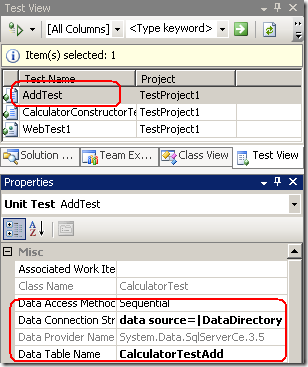 Test View
[All Columns] <Type keyword>
Item(s) selected: 1
Test Name Project
AddTest TestProject1
CalculatorConstructorTe TestProject1
WebTest1 TestProject1
Solution ... Team Ex... Class View Test View
Properties
Unit Test AddTest
Misc
Associated Work Ite
Class Name CalculatorTest
Data Access Method Sequential
Data Connection Str data source=|DataDirectory
Data Provider Name System.Data.SqlServerCe.3.5
Data Table Name CalculatorTestAdd